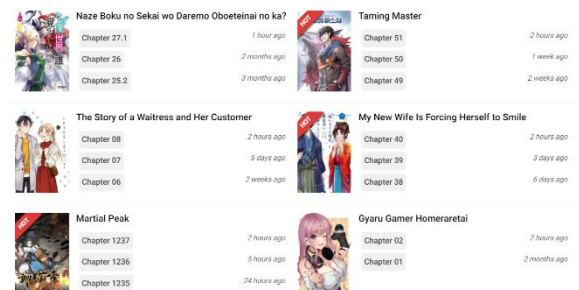 Naze Boku no Sekai wo Daremo Oboeteinai no ka?
Chapter 27.1 1 hour ago
Chapter 26 2 months ago
Chapter 25.2 3 months ago
HOT
Taming Master
Chapter 51 2 hours ago
Chapter 50 1 week ago
Chapter 49 2 weeks ago
The Story of a Waitress and Her Customer
Chapter 08 2 hours ago
Chapter 07 5 days ago
Chapter 06 2 weeks ago
HOT
My New Wife Is Forcing Herself to Smile
Chapter 40 2 hours ago
Chapter 39 3 days ago
Chapter 38 6 days ago
HOT
Martial Peak
Chapter 1237 2 hours ago
Chapter 1236 5 hours ago
Chapter 1235 24 hours ago
Gyaru Gamer Homeraretai
Chapter 02 2 hours ago
Chapter 01 2 months ago